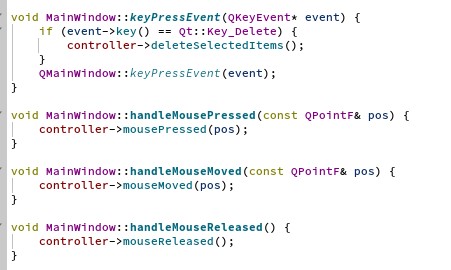 void MainWindow::keyPressEvent(QKeyEvent* event) {
    if (event->key() == Qt::Key_Delete) {
        controller->deleteSelectedItems();
    }
    QMainWindow::keyPressEvent(event);
}

void MainWindow::handleMousePressed(const QPointF& pos) {
    controller->mousePressed(pos);
}

void MainWindow::handleMouseMoved(const QPointF& pos) {
    controller->mouseMoved(pos);
}

void MainWindow::handleMouseReleased() {
    controller->mouseReleased();
}